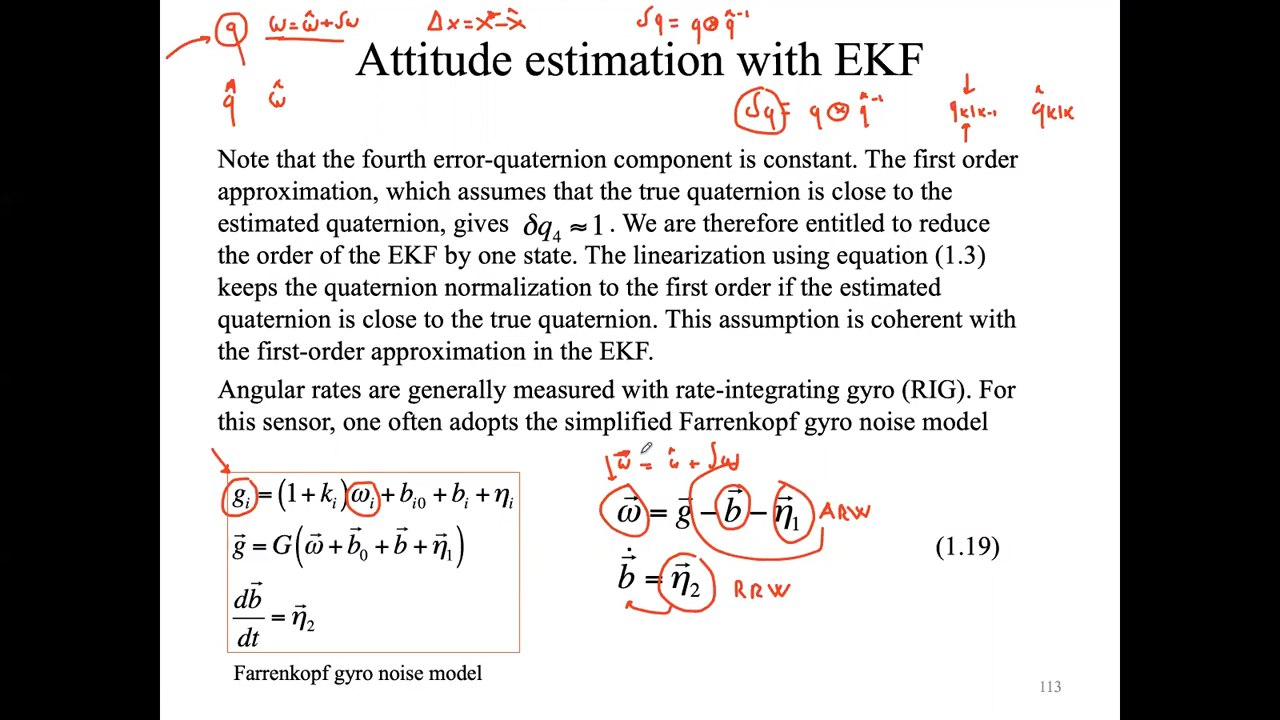 q ω = ω̂ + δω Δx = x − x̂ δq = q ⊗ q̂⁻¹
Attitude estimation with EKF
q̂ ω̂ δq = q ⊗ q̂⁻¹ q̂ₖ|ₖ₋₁ q̂ₖ|ₖ
Note that the fourth error-quaternion component is constant. The first order
approximation, which assumes that the true quaternion is close to the
estimated quaternion, gives δq₄ ≈ 1. We are therefore entitled to reduce
the order of the EKF by one state. The linearization using equation (1.3)
keeps the quaternion normalization to the first order if the estimated
quaternion is close to the true quaternion. This assumption is coherent with
the first-order approximation in the EKF.
Angular rates are generally measured with rate-integrating gyro (RIG). For
this sensor, one often adopts the simplified Farrenkopf gyro noise model
ω⃗ = ω̂ + δω
gᵢ = (1 + kᵢ)ωᵢ + bᵢ₀ + bᵢ + ηᵢ
g⃗ = G(ω⃗ + b⃗₀ + b⃗ + η⃗₁)
db⃗/dt = η⃗₂
Farrenkopf gyro noise model
ω⃗ = g⃗ − b⃗ − η⃗₁ ARW
b⃗̇ = η⃗₂ RRW
(1.19)
113